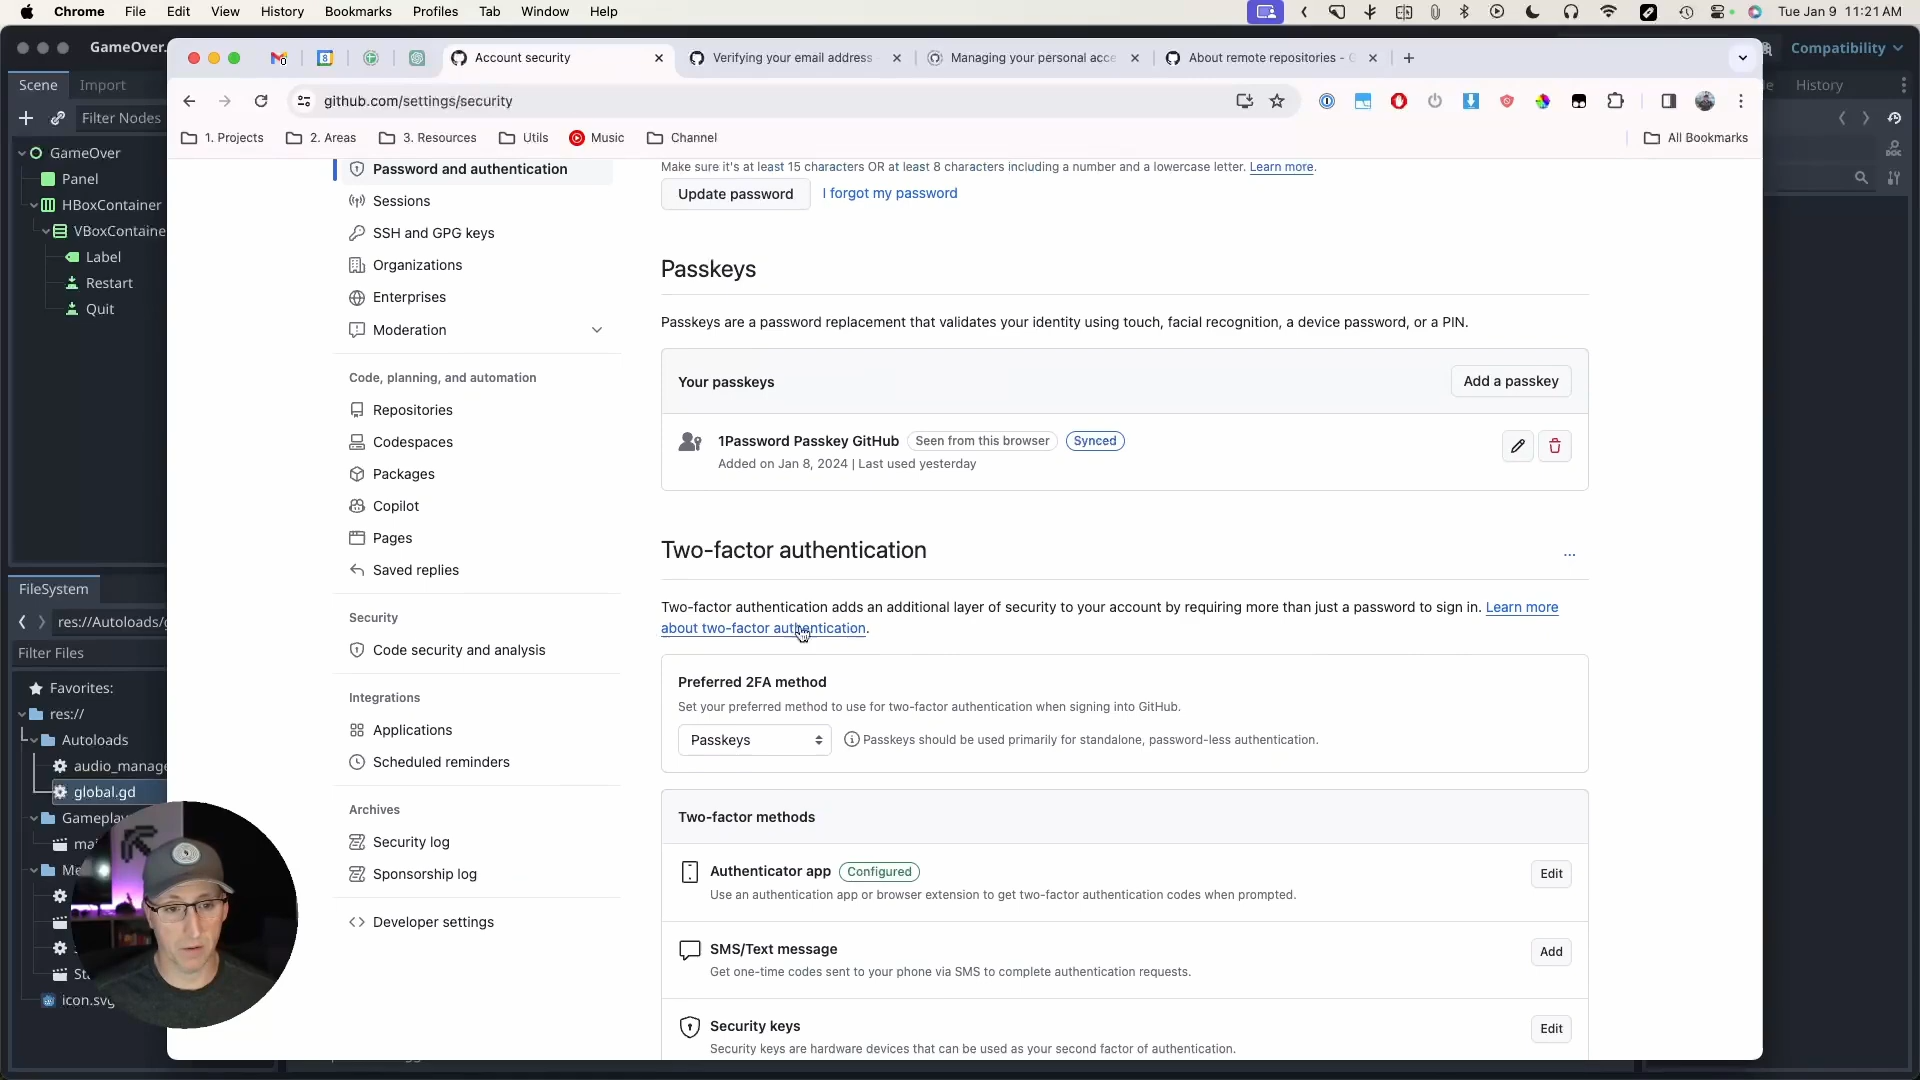 Chrome File Edit View History Bookmarks Profiles Tab Window Help
Tue Jan 9 11:21 AM
GameOver.
Compatibility
Account security
Verifying your email address
Managing your personal acce
About remote repositories - G
Scene Import
History
github.com/settings/security
Filter Nodes
1. Projects 2. Areas 3. Resources Utils Music Channel
All Bookmarks
GameOver
Panel
HBoxContainer
VBoxContaine
Label
Restart
Quit
Password and authentication
Sessions
SSH and GPG keys
Organizations
Enterprises
Moderation
Code, planning, and automation
Repositories
Codespaces
Packages
Copilot
Pages
Saved replies
Security
Code security and analysis
Integrations
Applications
Scheduled reminders
Archives
Security log
Sponsorship log
Developer settings
Make sure it's at least 15 characters OR at least 8 characters including a number and a lowercase letter. Learn more.
Update password I forgot my password
Passkeys
Passkeys are a password replacement that validates your identity using touch, facial recognition, a device password, or a PIN.
Your passkeys
Add a passkey
1Password Passkey GitHub Seen from this browser Synced
Added on Jan 8, 2024 | Last used yesterday
Two-factor authentication
...
Two-factor authentication adds an additional layer of security to your account by requiring more than just a password to sign in. Learn more
about two-factor authentication.
Preferred 2FA method
Set your preferred method to use for two-factor authentication when signing into GitHub.
Passkeys
Passkeys should be used primarily for standalone, password-less authentication.
Two-factor methods
Authenticator app Configured
Use an authentication app or browser extension to get two-factor authentication codes when prompted.
Edit
SMS/Text message
Get one-time codes sent to your phone via SMS to complete authentication requests.
Add
Security keys
Security keys are hardware devices that can be used as your second factor of authentication.
Edit
FileSystem
res://Autoloads/g
Filter Files
Favorites:
res://
Autoloads
audio_manage
global.gd
Gameplay
mai
Me
St
icon.svg